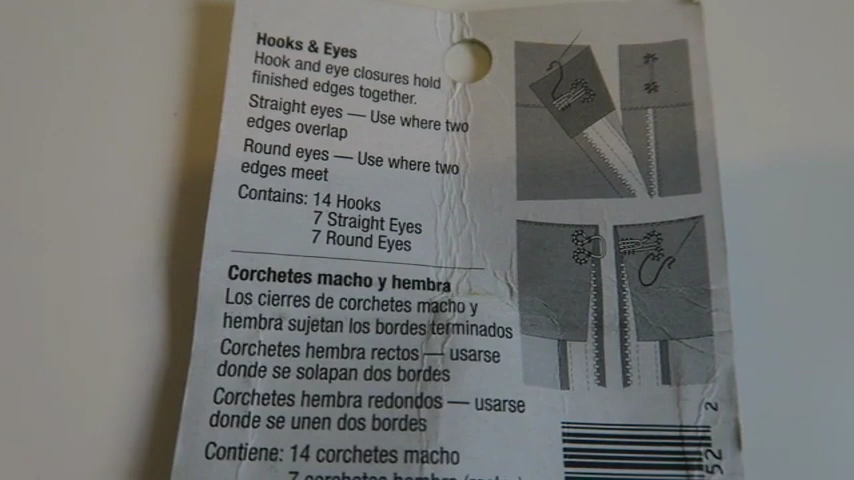 Hooks & Eyes
Hook and eye closures hold
finished edges together.
Straight eyes — Use where two
edges overlap
Round eyes — Use where two
edges meet
Contains: 14 Hooks
7 Straight Eyes
7 Round Eyes
Corchetes macho y hembra
Los cierres de corchetes macho y
hembra sujetan los bordes terminados
Corchetes hembra rectos — usarse
donde se solapan dos bordes
Corchetes hembra redondos — usarse
donde se unen dos bordes
Contiene: 14 corchetes macho
7 corchetes hembra
52 2